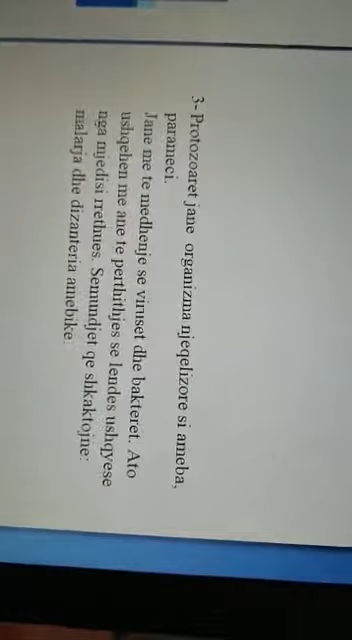 3- Protozoaret jane organizma njeqelizore si ameba,
parameci.
Jane me te medhenje se viruset dhe bakteret. Ato
ushqehen me ane te perthithjes se lendes ushqyese
nga mjedisi rrethues. Semundjet qe shkaktojne:
malarja dhe dizanteria amebike.